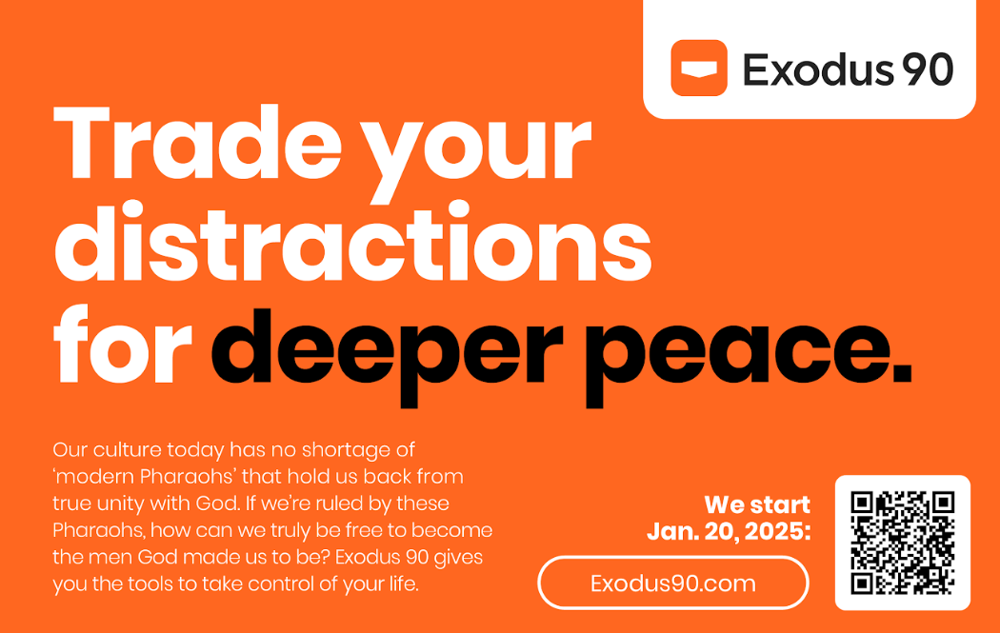 Exodus 90
Trade your
distractions
for deeper peace.
Our culture today has no shortage of
‘modern Pharaohs’ that hold us back from
true unity with God. If we’re ruled by these
Pharaohs, how can we truly be free to become
the men God made us to be? Exodus 90 gives
you the tools to take control of your life.
We start
Jan. 20, 2025:
Exodus90.com